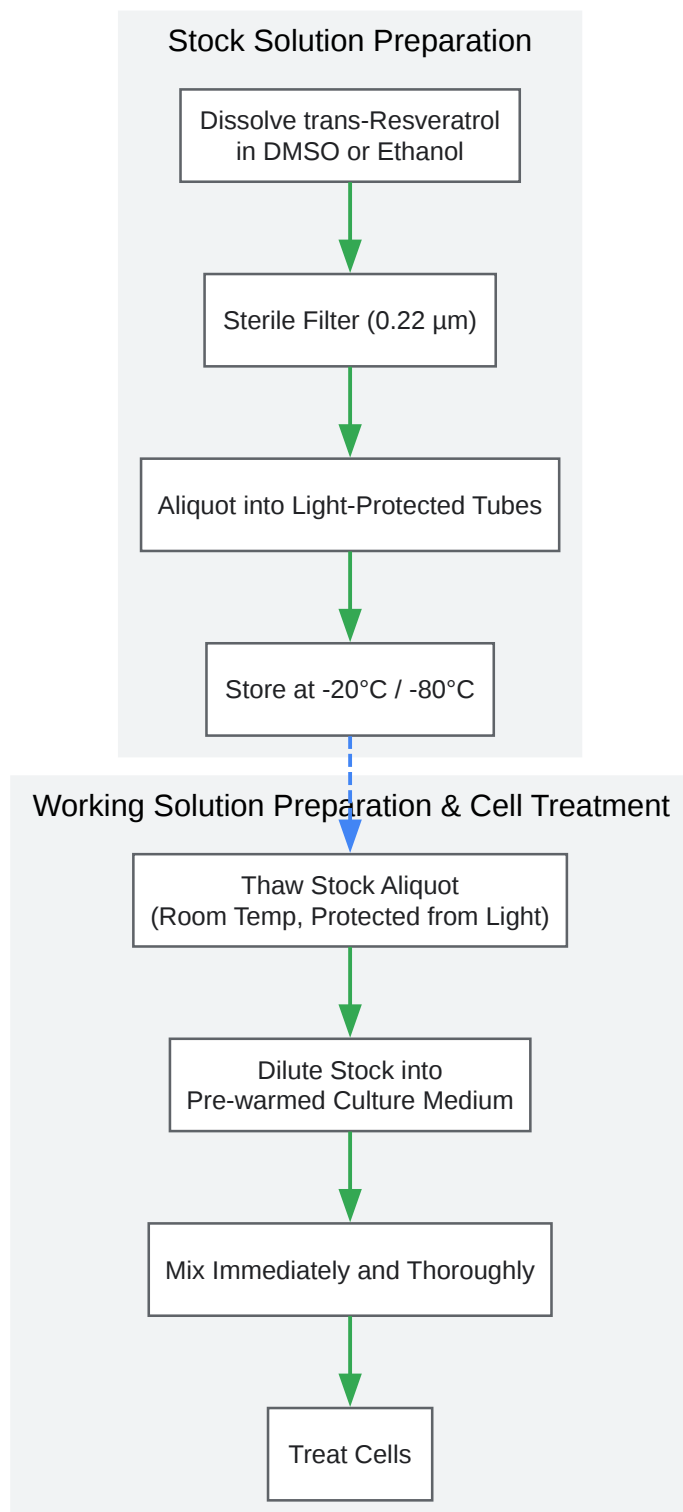 Stock Solution Preparation
Dissolve trans-Resveratrol
in DMSO or Ethanol
Sterile Filter (0.22 µm)
Aliquot into Light-Protected Tubes
Store at -20°C / -80°C
Working Solution Preparation & Cell Treatment
Thaw Stock Aliquot
(Room Temp, Protected from Light)
Dilute Stock into
Pre-warmed Culture Medium
Mix Immediately and Thoroughly
Treat Cells